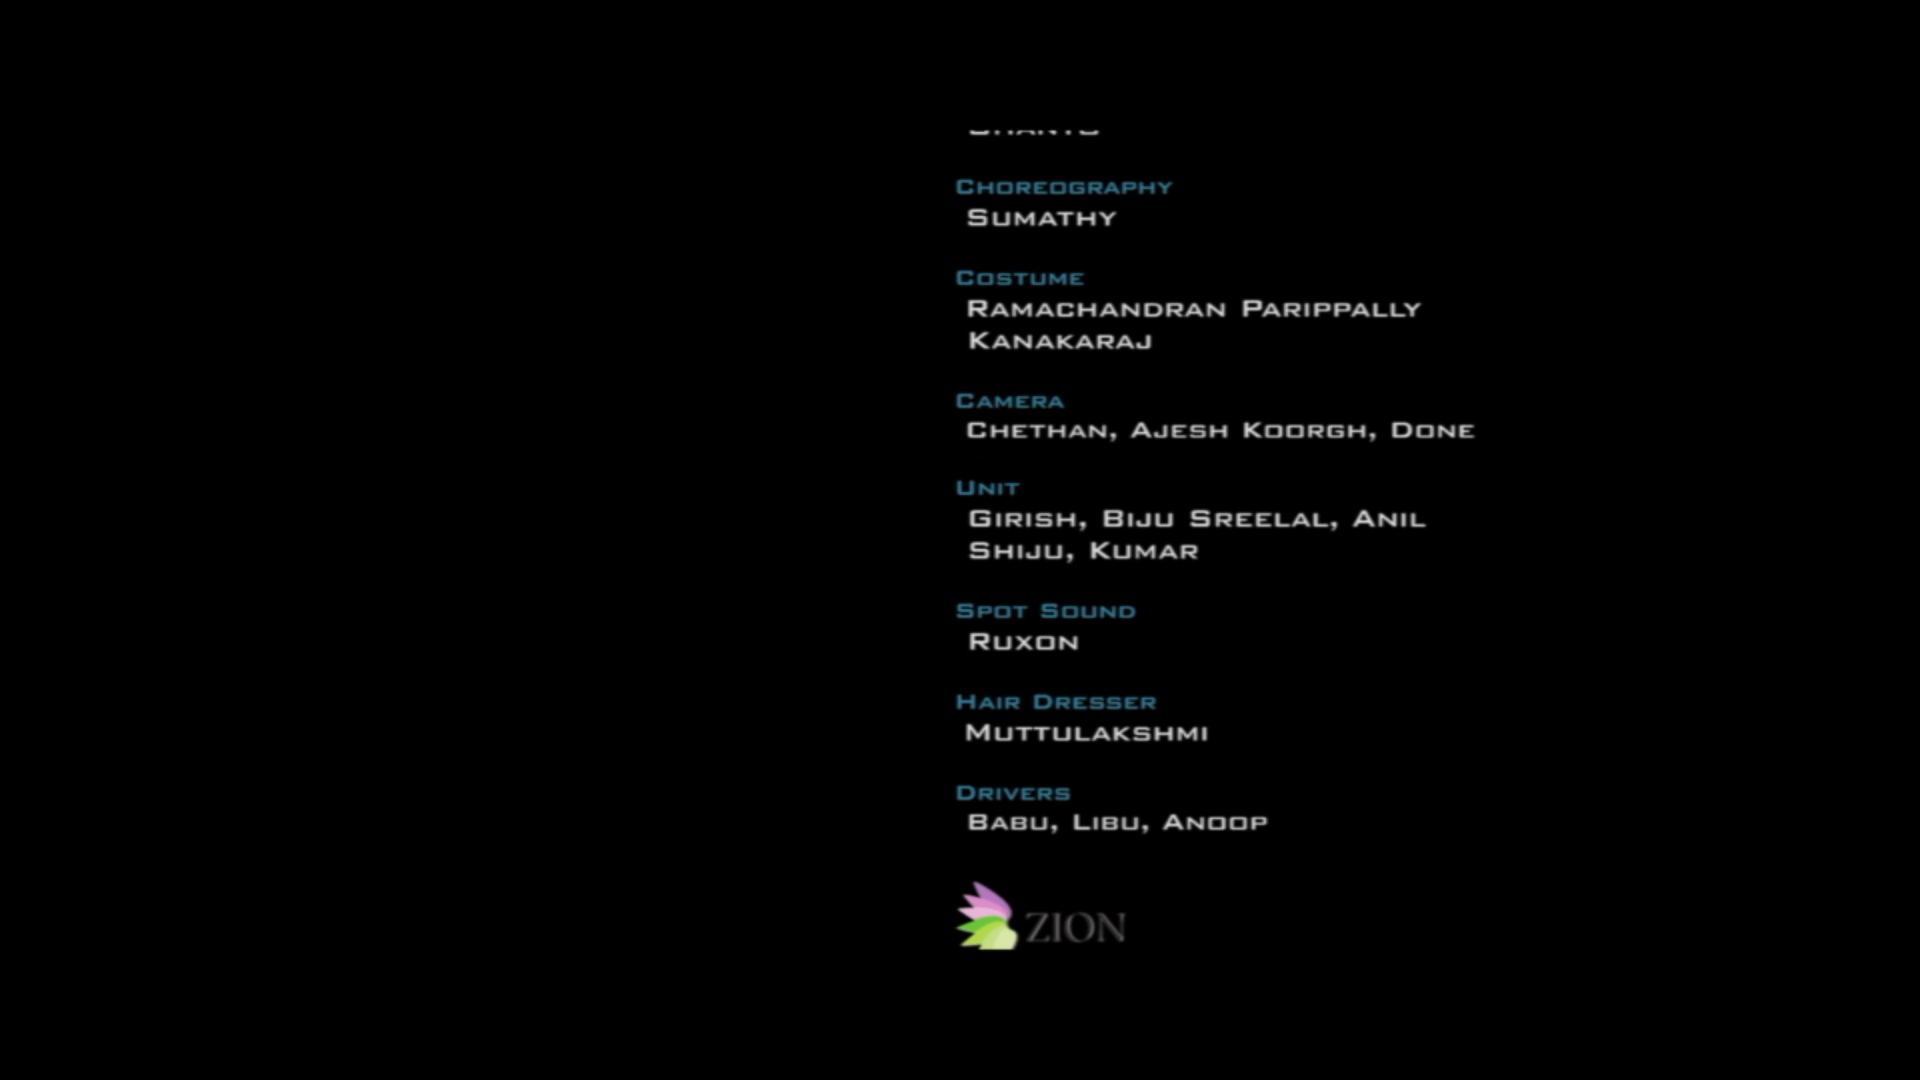 Choreography
Sumathy
Costume
Ramachandran Parippally
Kanakaraj
Camera
Chethan, Ajesh Koorgh, Done
Unit
Girish, Biju Sreelal, Anil
Shiju, Kumar
Spot Sound
Ruxon
Hair Dresser
Muttulakshmi
Drivers
Babu, Libu, Anoop
ZION